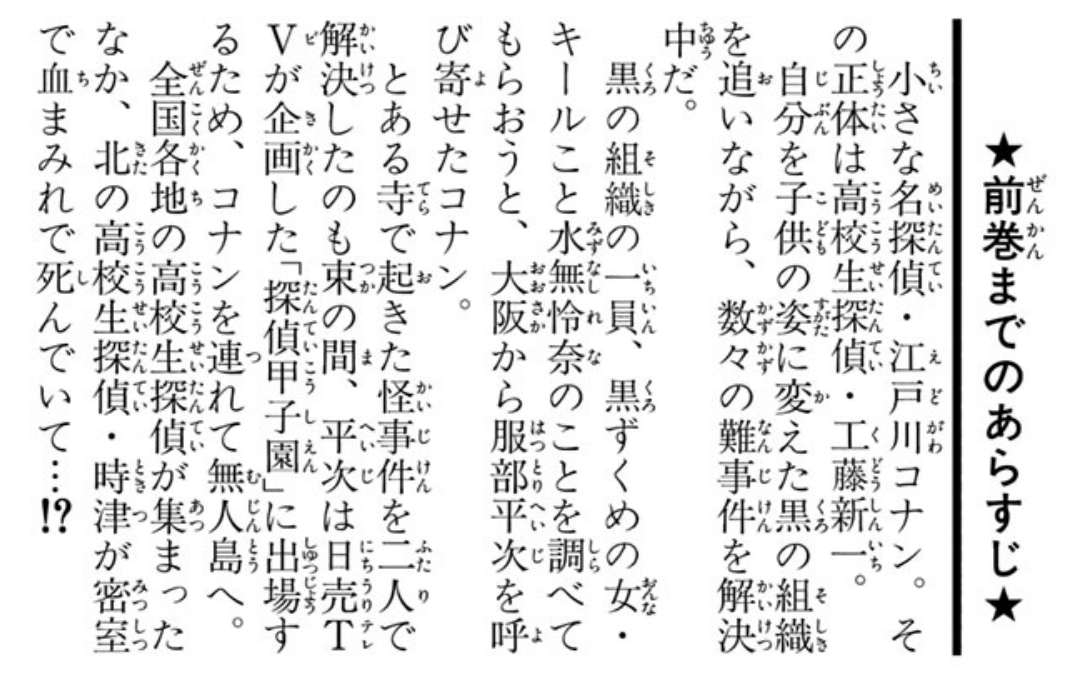 ★前巻までのあらすじ★
小さな名探偵・江戸川コナン。そ
の正体は高校生探偵・工藤新一。
自分を子供の姿に変えた黒の組織
を追いながら、数々の難事件を解決
中だ。
黒の組織の一員、黒ずくめの女・
キールこと水無怜奈のことを調べて
もらおうと、大阪から服部平次を呼
び寄せたコナン。
とある寺で起きた怪事件を二人で
解決したのも束の間、平次は日売T
Vが企画した「探偵甲子園」に出場す
るため、コナンを連れて無人島へ。
全国各地の高校生探偵が集まった
なか、北の高校生探偵・時津が密室
で血まみれで死んでいて…!?